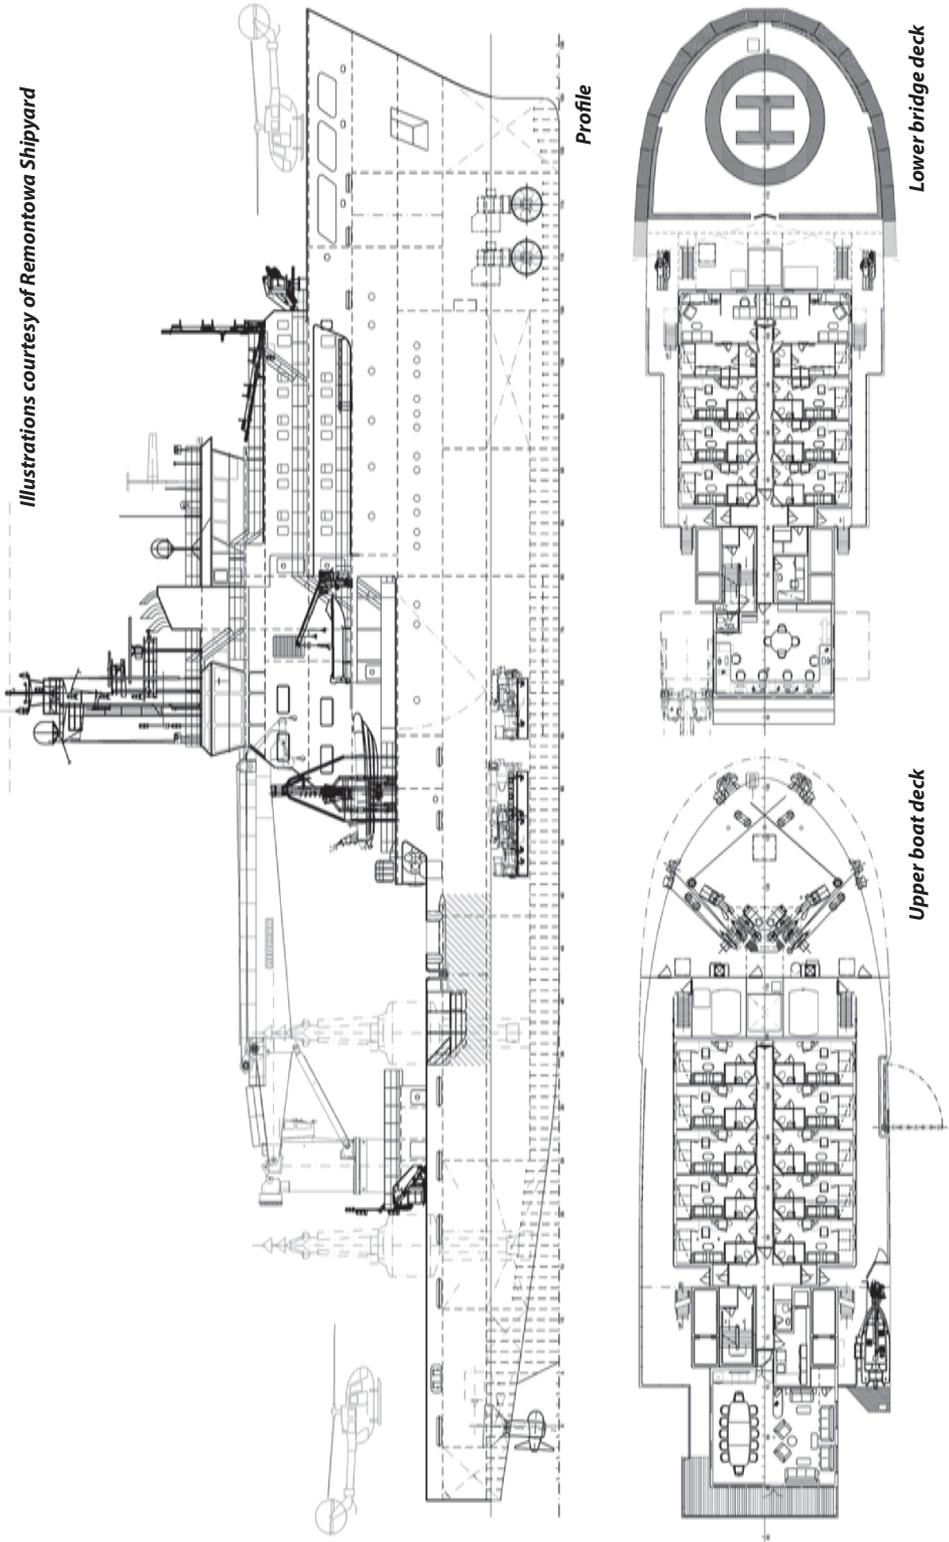 Illustrations courtesy of Remontowa Shipyard
Profile
Lower bridge deck
H
Upper boat deck